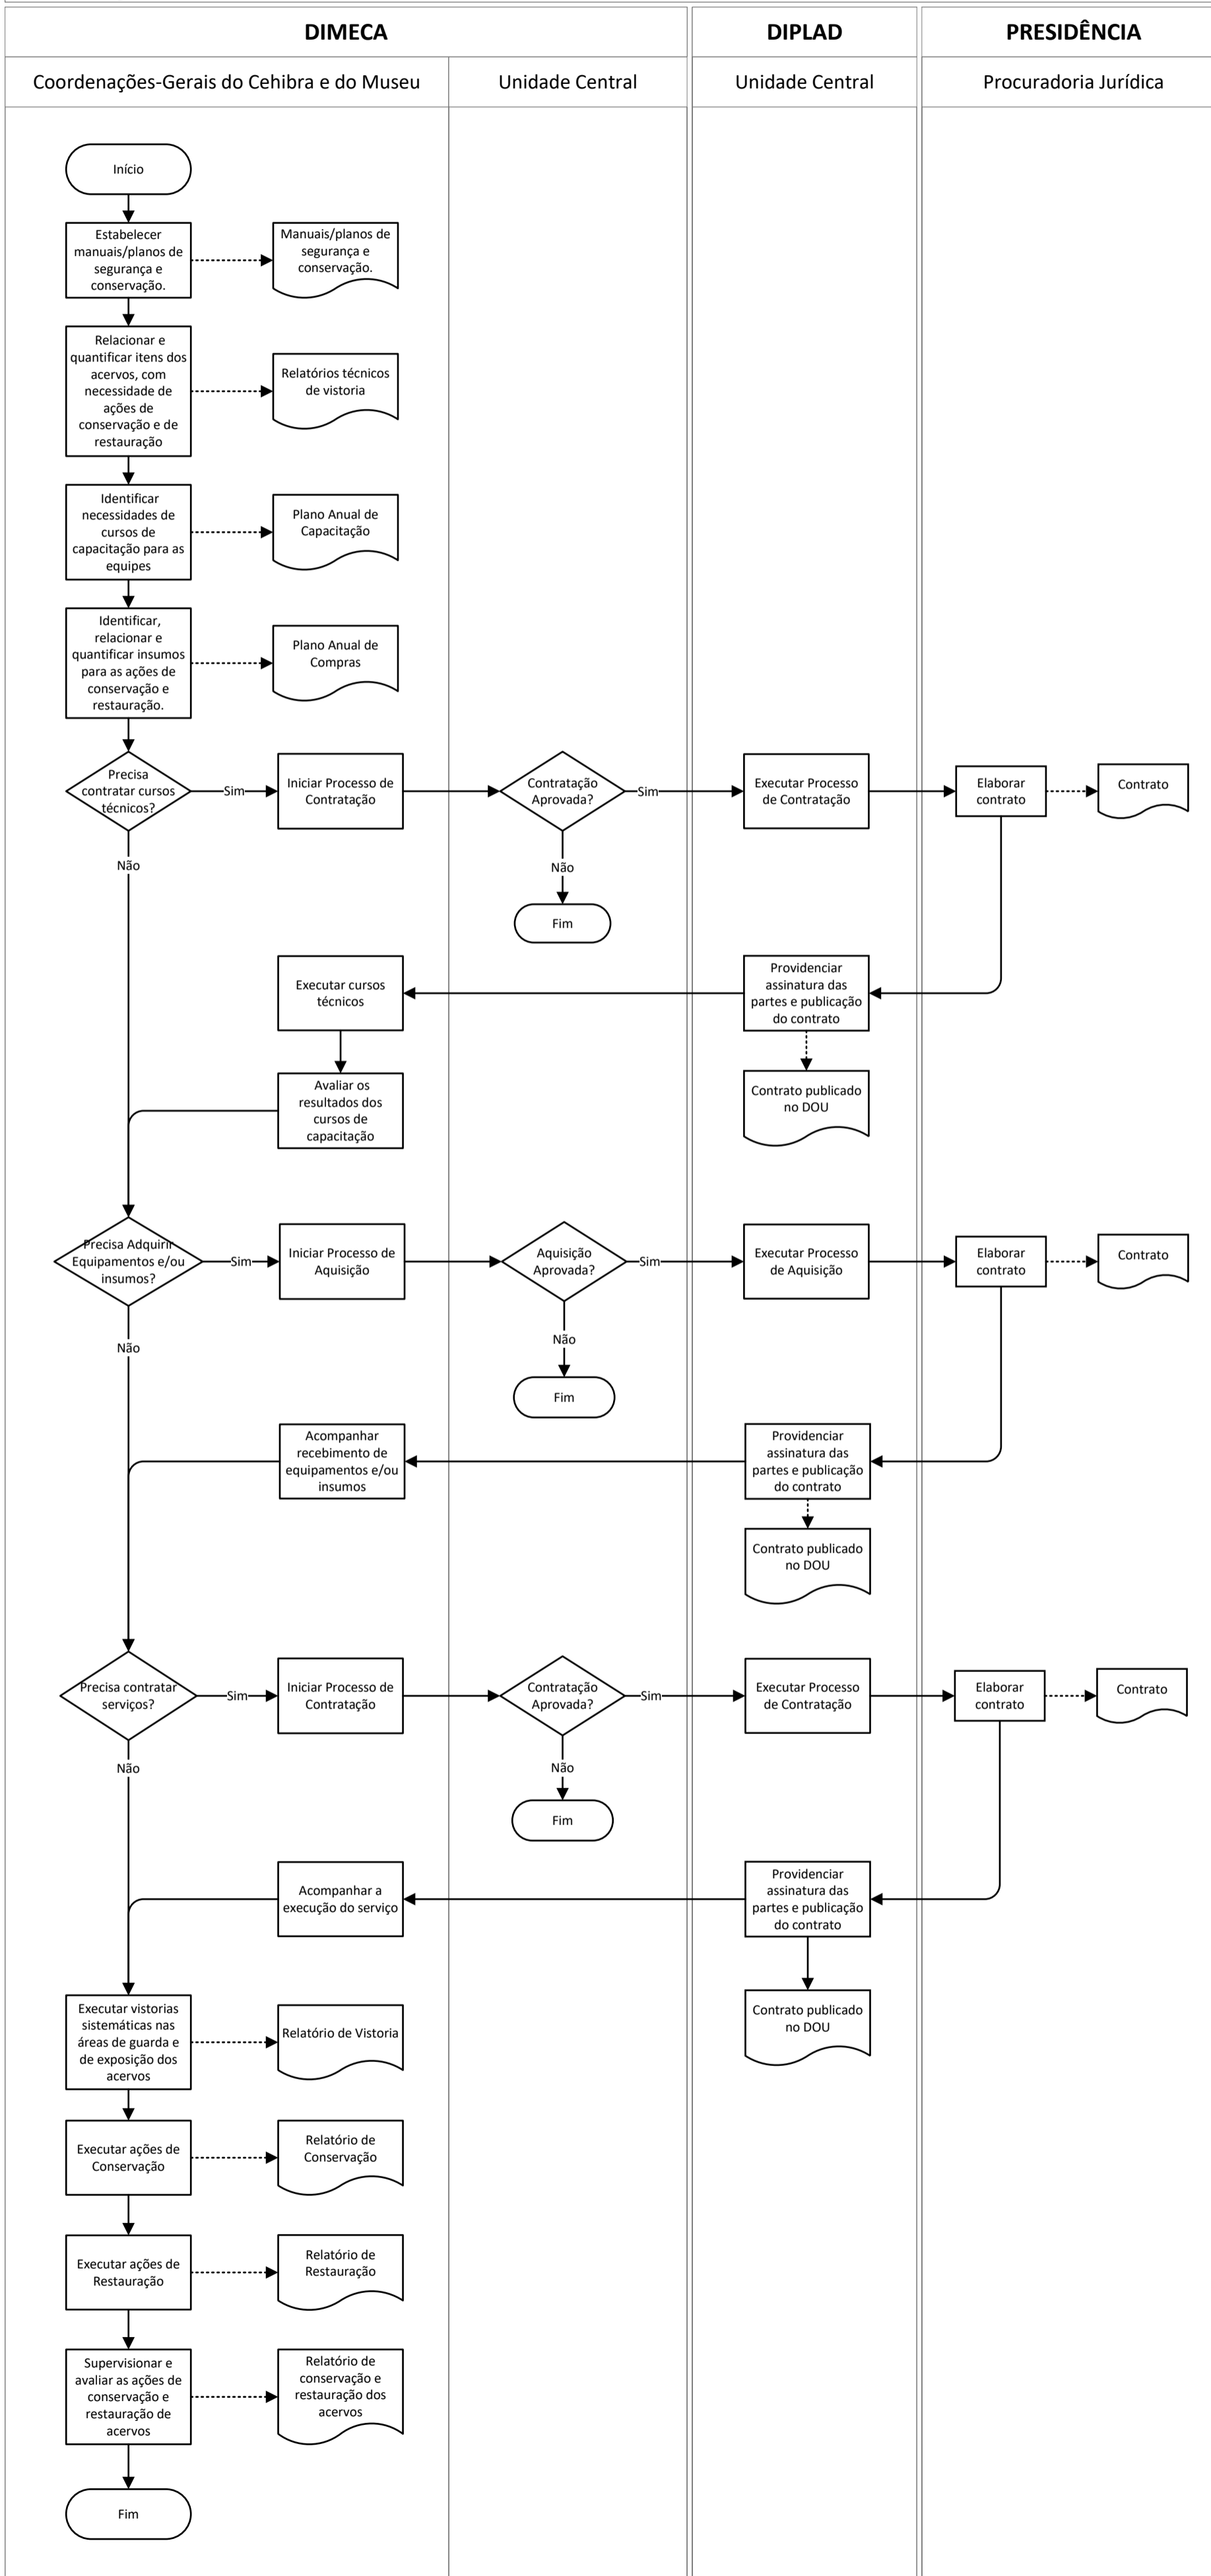 DIMECA
DIPLAD
PRESIDÊNCIA
Coordenações-Gerais do Cehibra e do Museu
Unidade Central
Unidade Central
Procuradoria Jurídica
Início
Estabelecer
manuais/planos de
segurança e
conservação.
Manuais/planos de
segurança e
conservação.
Relacionar e
quantificar itens dos
acervos, com
necessidade de
ações de
conservação e de
restauração
Relatórios técnicos
de vistoria
Identificar
necessidades de
cursos de
capacitação para as
equipes
Plano Anual de
Capacitação
Identificar,
relacionar e
quantificar insumos
para as ações de
conservação e
restauração.
Plano Anual de
Compras
Precisa
contratar cursos
técnicos?
Sim
Iniciar Processo de
Contratação
Contratação
Aprovada?
Sim
Executar Processo
de Contratação
Elaborar
contrato
Contrato
Não
Não
Fim
Executar cursos
técnicos
Providenciar
assinatura das
partes e publicação
do contrato
Avaliar os
resultados dos
cursos de
capacitação
Contrato publicado
no DOU
Precisa Adquirir
Equipamentos e/ou
insumos?
Sim
Iniciar Processo de
Aquisição
Aquisição
Aprovada?
Sim
Executar Processo
de Aquisição
Elaborar
contrato
Contrato
Não
Não
Fim
Acompanhar
recebimento de
equipamentos e/ou
insumos
Providenciar
assinatura das
partes e publicação
do contrato
Contrato publicado
no DOU
Precisa contratar
serviços?
Sim
Iniciar Processo de
Contratação
Contratação
Aprovada?
Sim
Executar Processo
de Contratação
Elaborar
contrato
Contrato
Não
Não
Fim
Acompanhar a
execução do serviço
Providenciar
assinatura das
partes e publicação
do contrato
Contrato publicado
no DOU
Executar vistorias
sistemáticas nas
áreas de guarda e
de exposição dos
acervos
Relatório de Vistoria
Executar ações de
Conservação
Relatório de
Conservação
Executar ações de
Restauração
Relatório de
Restauração
Supervisionar e
avaliar as ações de
conservação e
restauração de
acervos
Relatório de
conservação e
restauração dos
acervos
Fim